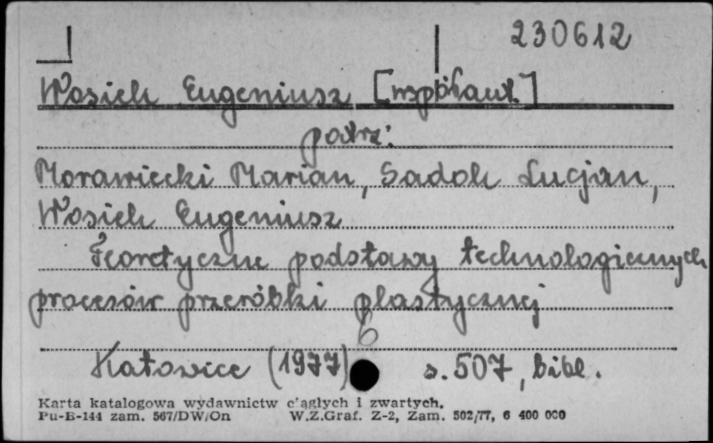 230612
Wosiek Eugeniusz [współaut.]
patrz:
Morawiecki Marian, Sadok Lucjan,
Wosiek Eugeniusz
Teoretyczne podstawy technologicznych
procesów przeróbki plastycznej
6
Katowice (1977) s. 507, bibl.
Karta katalogowa wydawnictw c'ągłych i zwartych.
Pu-B-144 zam. 567/DW/On W.Z.Graf. Z-2, Zam. 502/77, 6 400 000